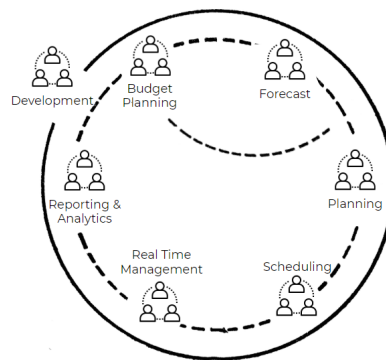 Development
Budget
Planning
Forecast
Reporting &
Analytics
Planning
Real Time
Management
Scheduling